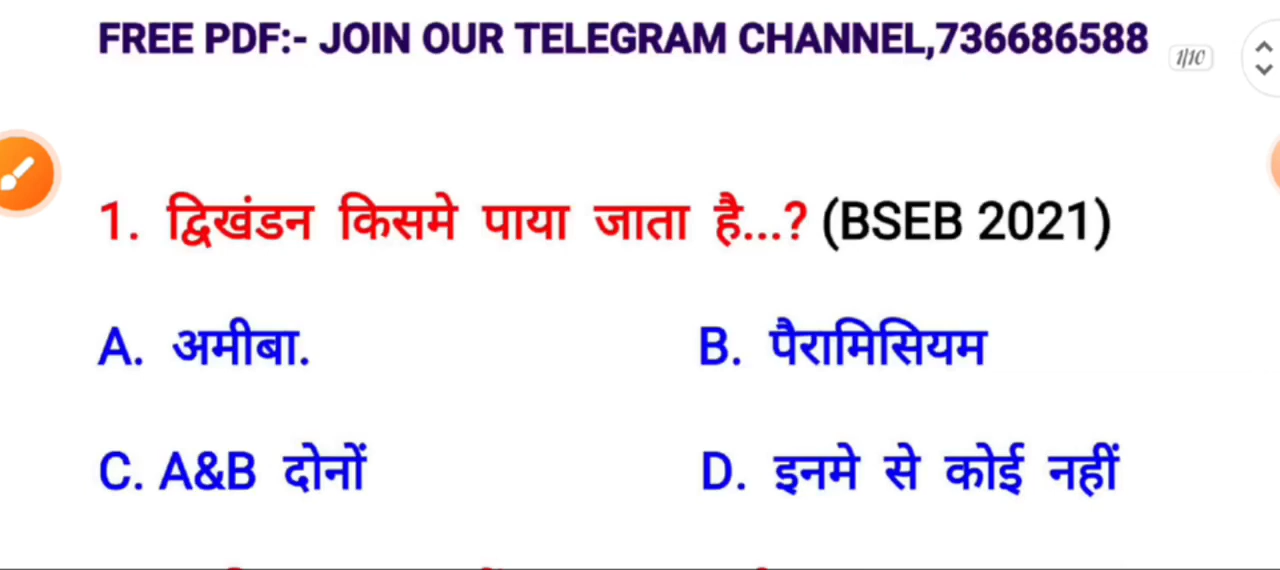 FREE PDF:- JOIN OUR TELEGRAM CHANNEL,736686588
1/10
1. द्विखंडन किसमे पाया जाता है...? (BSEB 2021)
A. अमीबा. B. पैरामिसियम
C. A&B दोनों D. इनमे से कोई नहीं